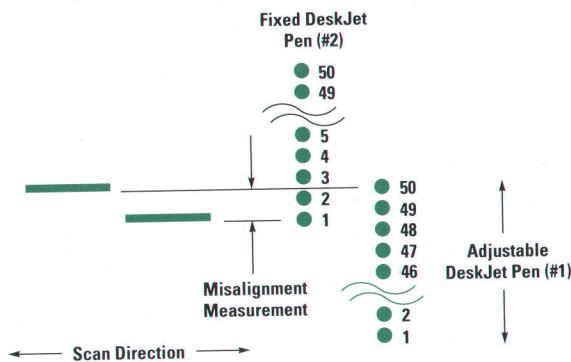 Fixed DeskJet
Pen (#2)
50
49
5
4
3
2
1
50
49
48
47
46
2
1
Adjustable
DeskJet Pen (#1)
Misalignment
Measurement
Scan Direction